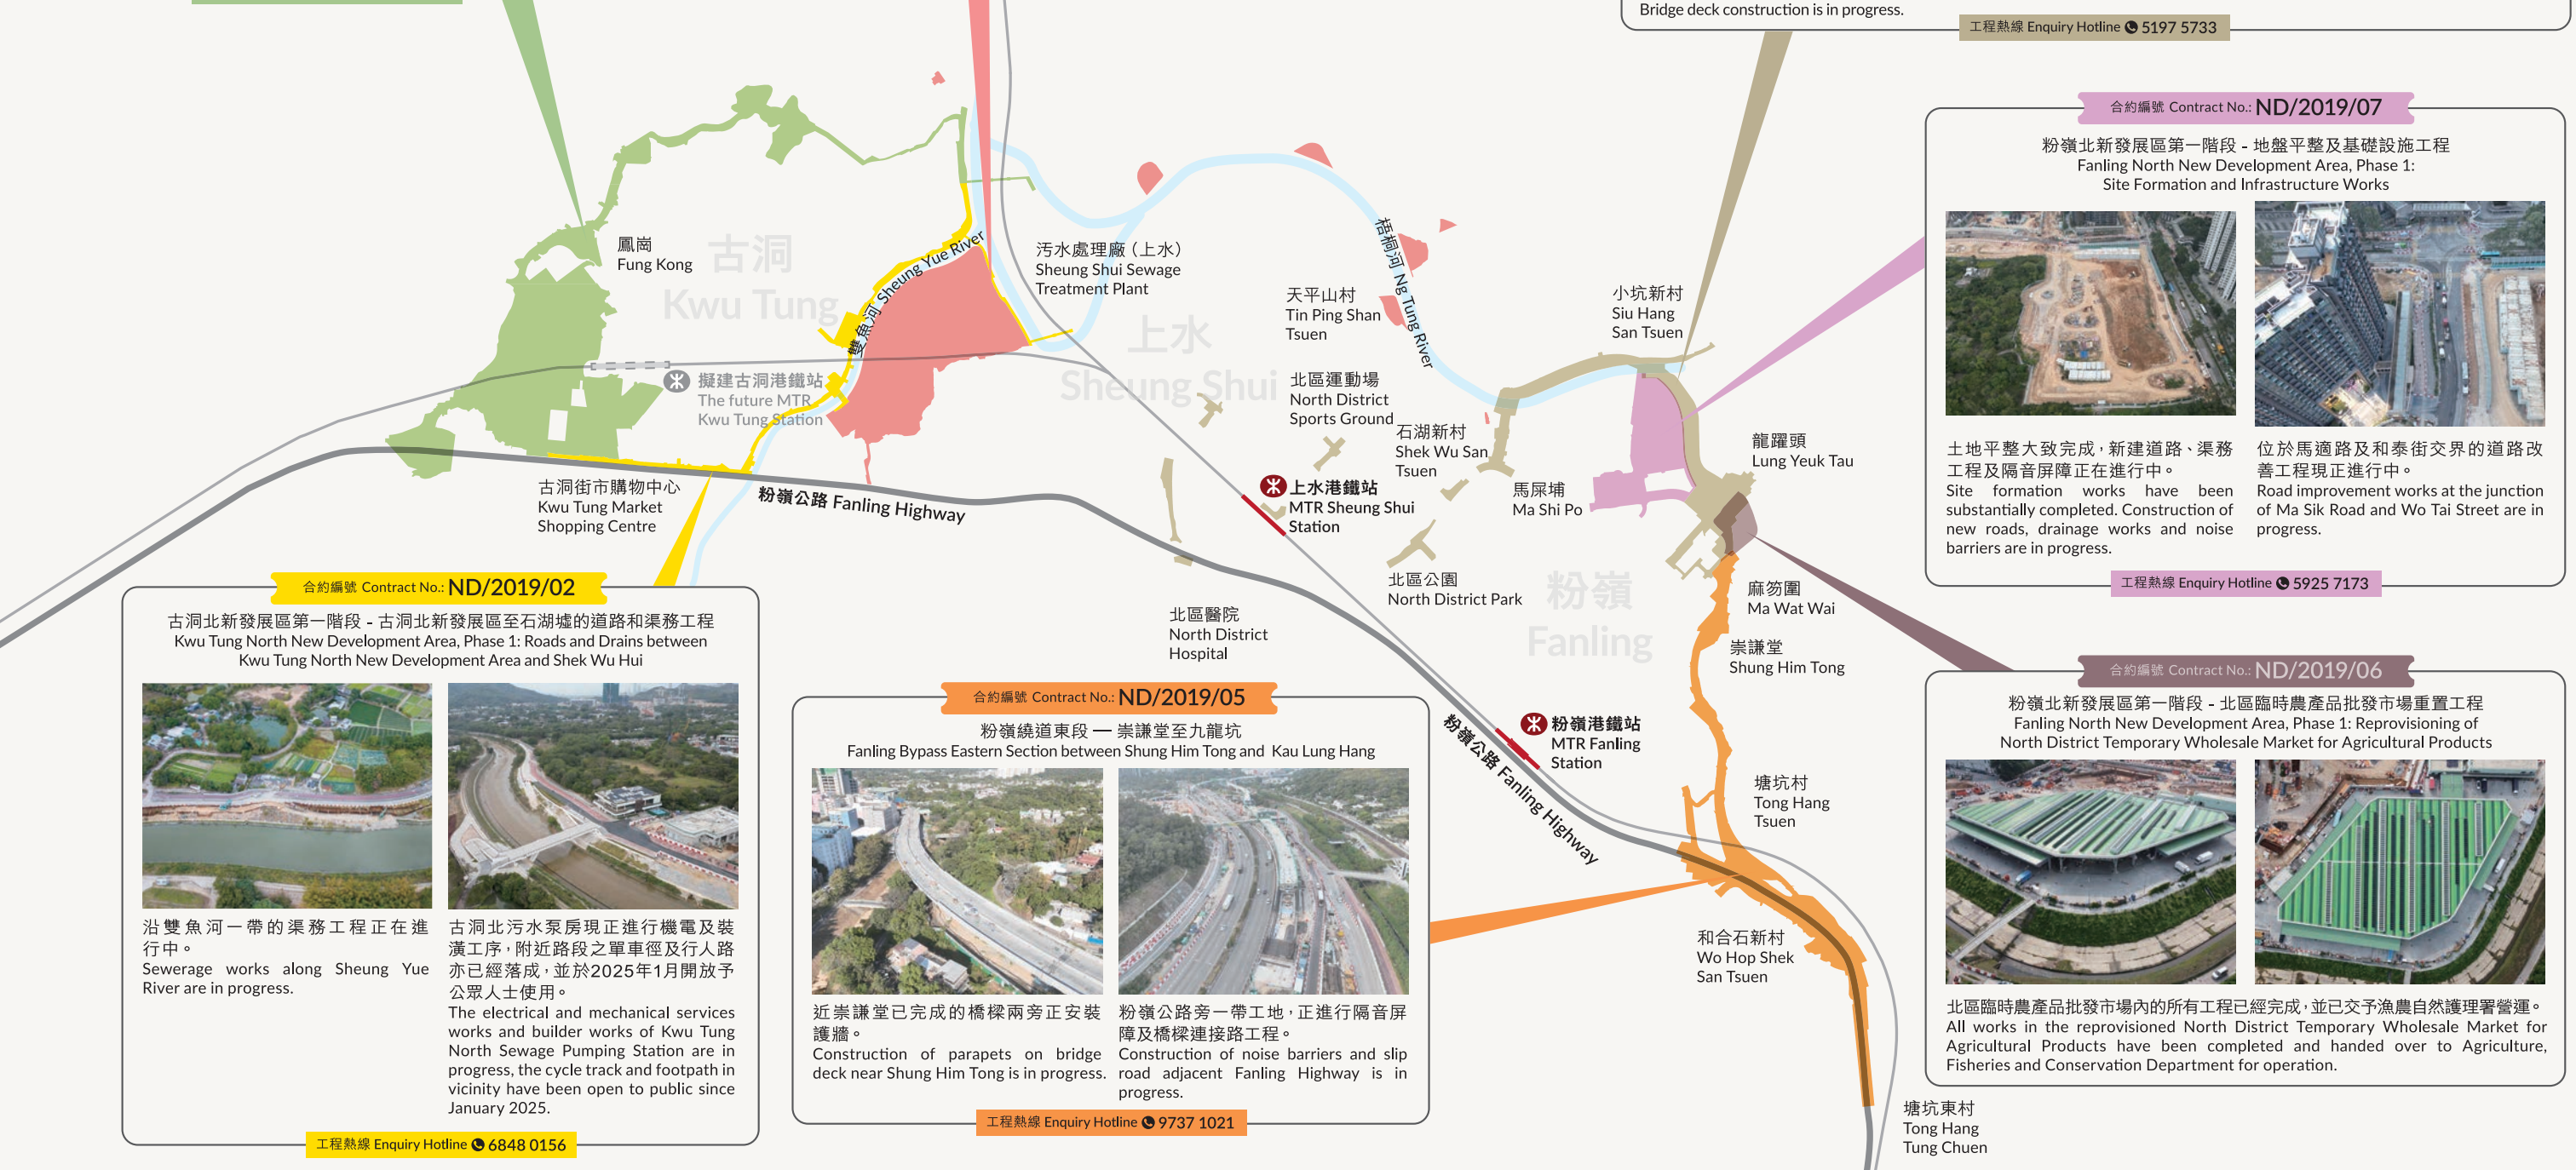 Bridge deck construction is in progress.
工程熱線 Enquiry Hotline 5197 5733
合約編號 Contract No.: ND/2019/07
粉嶺北新發展區第一階段 - 地盤平整及基礎設施工程
Fanling North New Development Area, Phase 1:
Site Formation and Infrastructure Works
土地平整大致完成，新建道路、渠務
工程及隔音屏障正在進行中。
Site formation works have been
substantially completed. Construction of
new roads, drainage works and noise
barriers are in progress.
位於馬適路及和泰街交界的道路改
善工程現正進行中。
Road improvement works at the junction
of Ma Sik Road and Wo Tai Street are in
progress.
工程熱線 Enquiry Hotline 5925 7173
鳳崗
Fung Kong
古洞
Kwu Tung
雙魚河 Sheung Yue River
污水處理廠（上水）
Sheung Shui Sewage
Treatment Plant
上水
Sheung Shui
天平山村
Tin Ping Shan
Tsuen
梧桐河 Ng Tung River
小坑新村
Siu Hang
San Tsuen
擬建古洞港鐵站
The future MTR
Kwu Tung Station
北區運動場
North District
Sports Ground
石湖新村
Shek Wu San
Tsuen
龍躍頭
Lung Yeuk Tau
古洞街市購物中心
Kwu Tung Market
Shopping Centre
粉嶺公路 Fanling Highway
上水港鐵站
MTR Sheung Shui
Station
馬屎埔
Ma Shi Po
北區公園
North District Park
粉嶺
Fanling
麻笏圍
Ma Wat Wai
北區醫院
North District
Hospital
崇謙堂
Shung Him Tong
粉嶺港鐵站
MTR Fanling
Station
粉嶺公路 Fanling Highway
塘坑村
Tong Hang
Tsuen
和合石新村
Wo Hop Shek
San Tsuen
塘坑東村
Tong Hang
Tung Chuen
合約編號 Contract No.: ND/2019/02
古洞北新發展區第一階段 - 古洞北新發展區至石湖墟的道路和渠務工程
Kwu Tung North New Development Area, Phase 1: Roads and Drains between
Kwu Tung North New Development Area and Shek Wu Hui
沿雙魚河一帶的渠務工程正在進
行中。
Sewerage works along Sheung Yue
River are in progress.
古洞北污水泵房現正進行機電及裝
潢工序，附近路段之單車徑及行人路
亦已經落成，並於2025年1月開放予
公眾人士使用。
The electrical and mechanical services
works and builder works of Kwu Tung
North Sewage Pumping Station are in
progress, the cycle track and footpath in
vicinity have been open to public since
January 2025.
工程熱線 Enquiry Hotline 6848 0156
合約編號 Contract No.: ND/2019/05
粉嶺繞道東段 — 崇謙堂至九龍坑
Fanling Bypass Eastern Section between Shung Him Tong and Kau Lung Hang
近崇謙堂已完成的橋樑兩旁正安裝
護牆。
Construction of parapets on bridge
deck near Shung Him Tong is in progress.
粉嶺公路旁一帶工地，正進行隔音屏
障及橋樑連接路工程。
Construction of noise barriers and slip
road adjacent Fanling Highway is in
progress.
工程熱線 Enquiry Hotline 9737 1021
合約編號 Contract No.: ND/2019/06
粉嶺北新發展區第一階段 - 北區臨時農產品批發市場重置工程
Fanling North New Development Area, Phase 1: Reprovisioning of
North District Temporary Wholesale Market for Agricultural Products
北區臨時農產品批發市場內的所有工程已經完成，並已交予漁農自然護理署營運。
All works in the reprovisioned North District Temporary Wholesale Market for
Agricultural Products have been completed and handed over to Agriculture,
Fisheries and Conservation Department for operation.